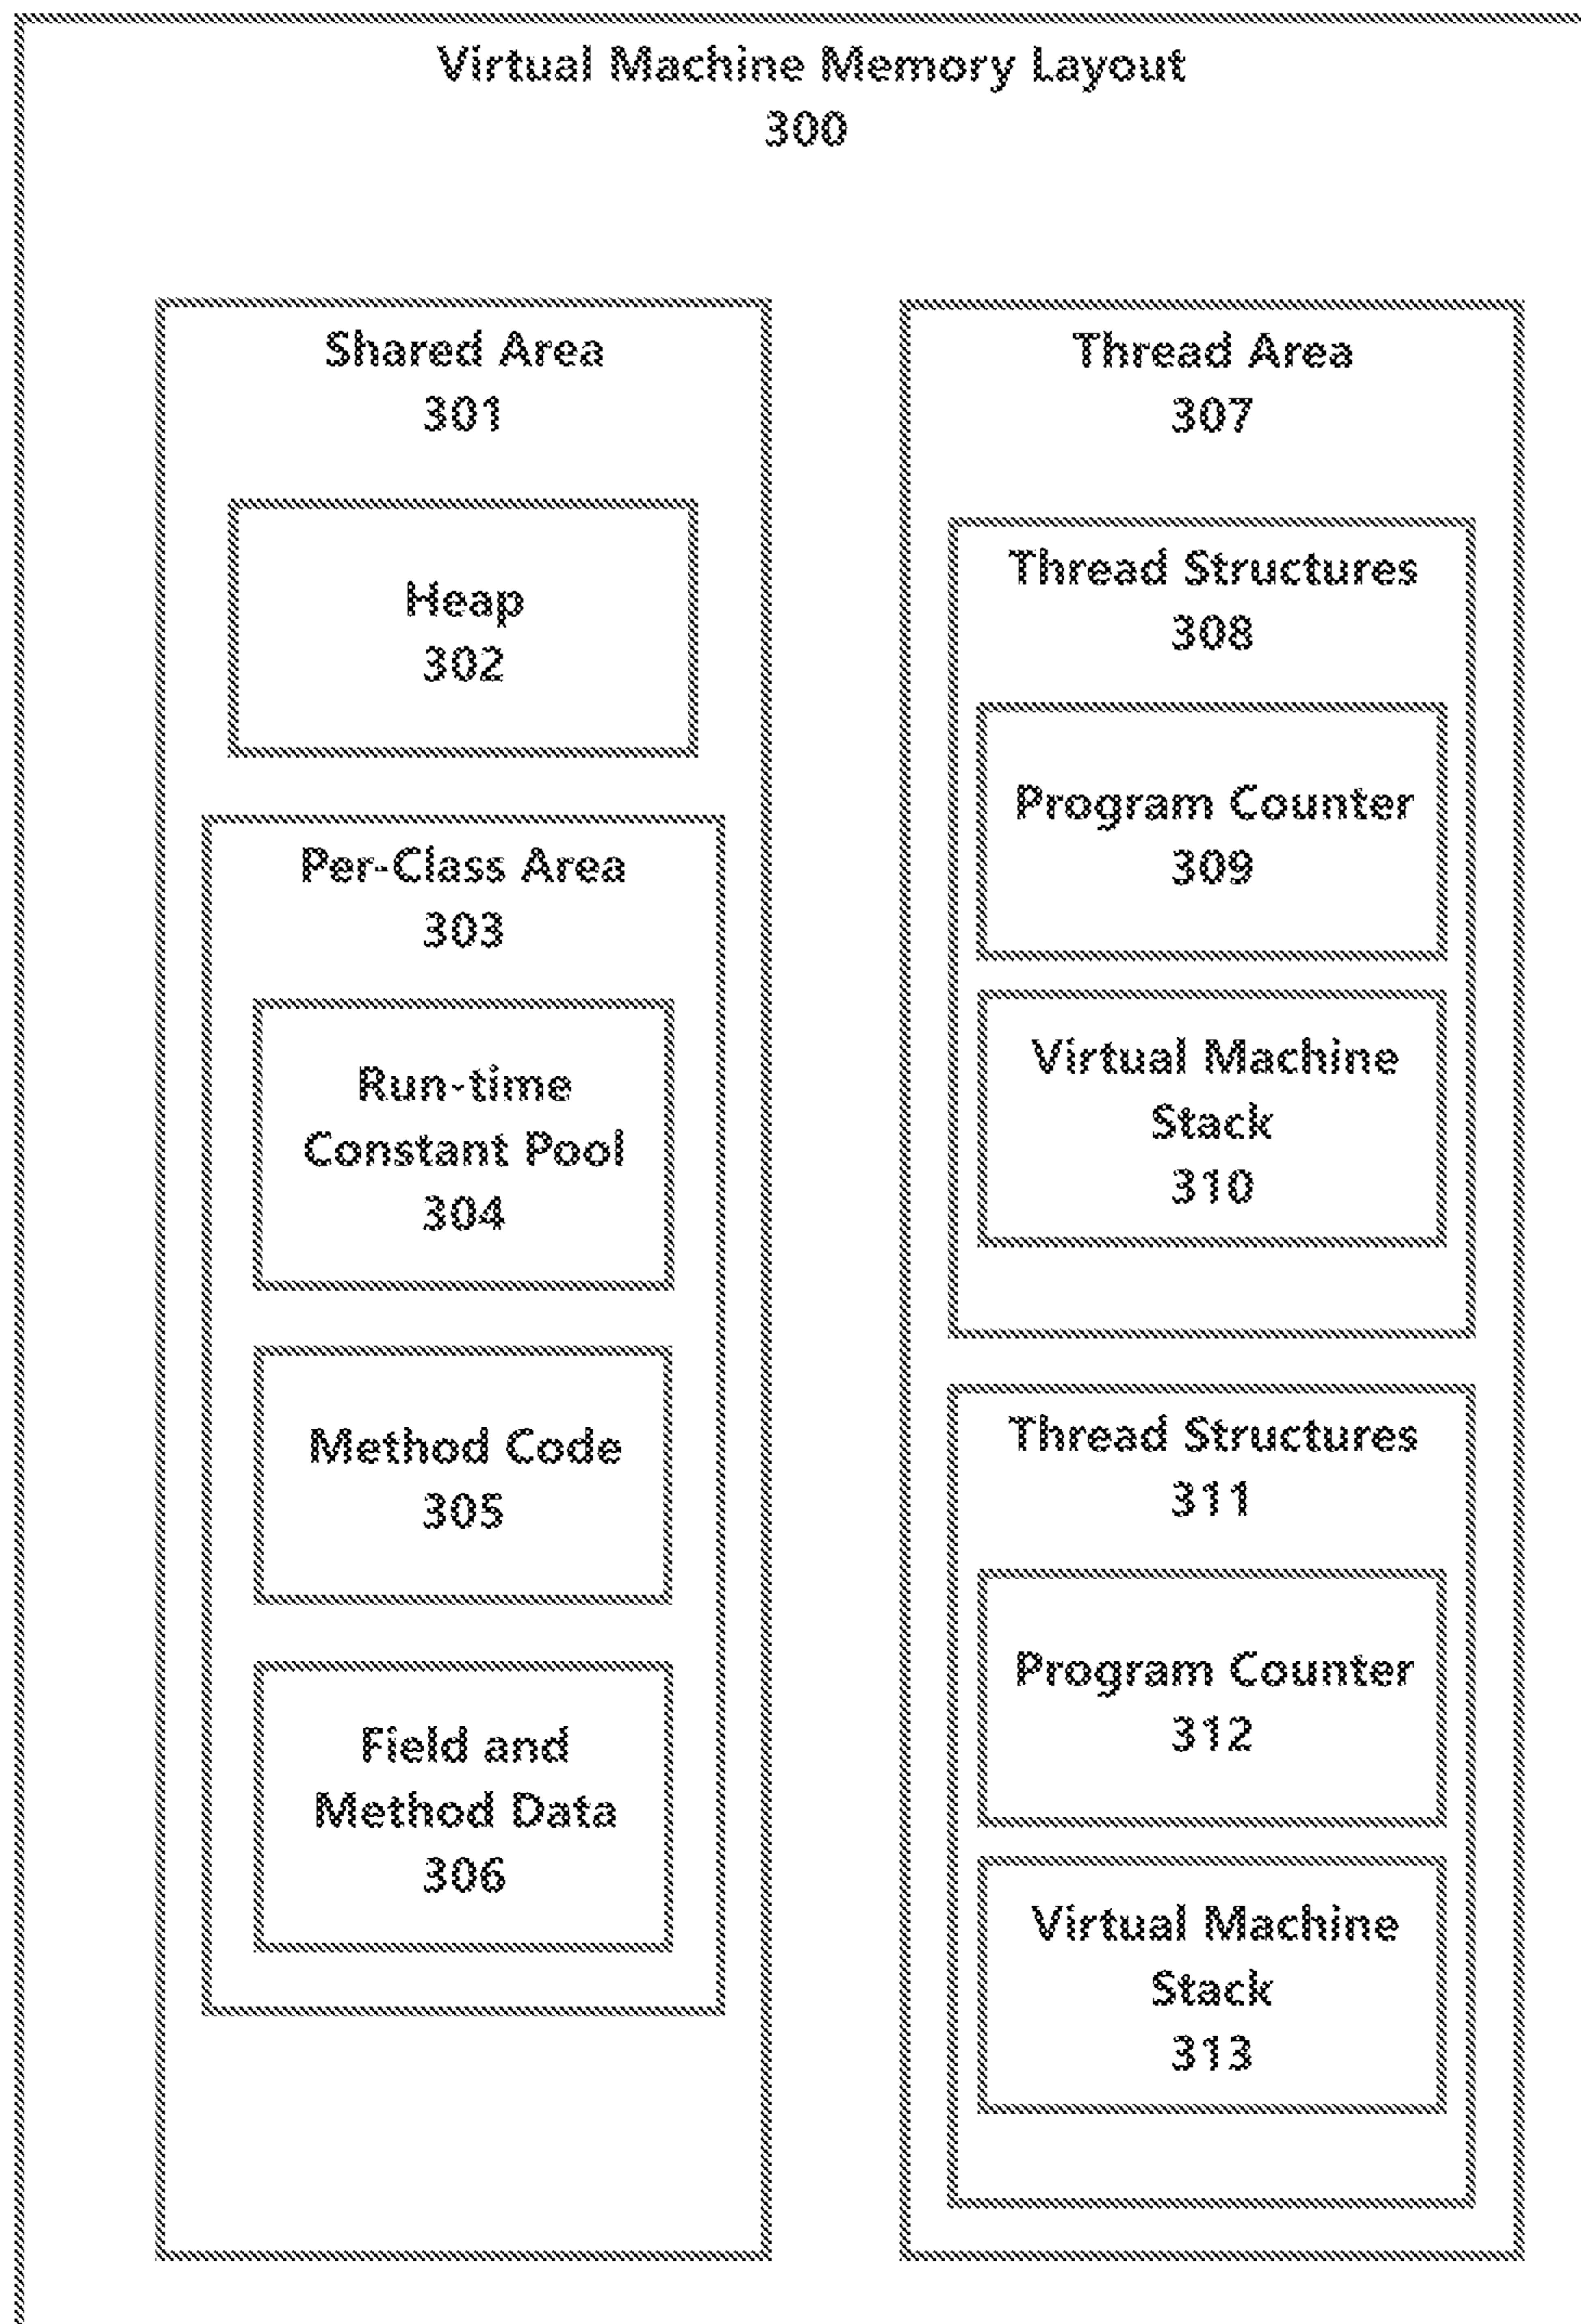 Virtual Machine Memory Layout
300
Shared Area
301
Heap
302
Per-Class Area
303
Run-time
Constant Pool
304
Method Code
305
Field and
Method Data
306
Thread Area
307
Thread Structures
308
Program Counter
309
Virtual Machine
Stack
310
Thread Structures
311
Program Counter
312
Virtual Machine
Stack
313